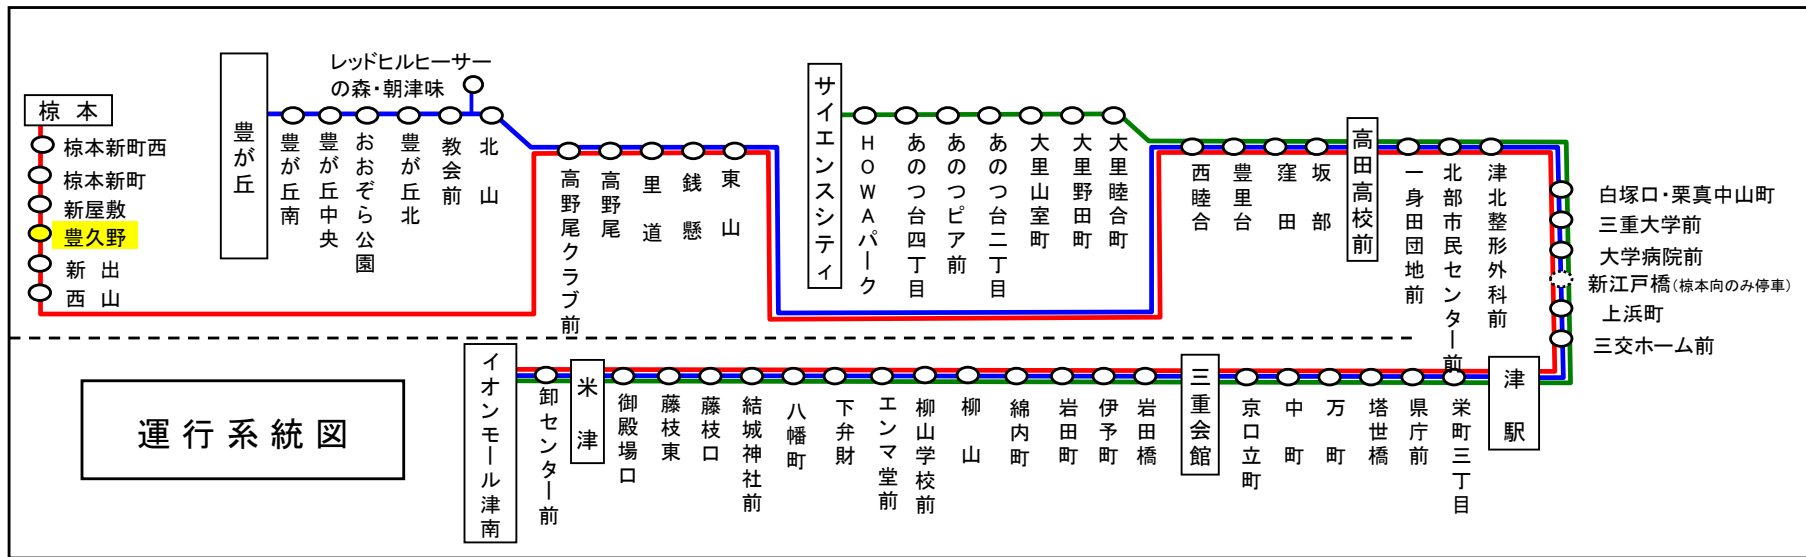 椋本
椋本新町西
椋本新町
新屋敷
豊久野
新出
西山
豊が丘
豊が丘南
豊が丘中央
おおぞら公園
豊が丘北
教会前
レッドヒルヒーサー
の森・朝津味
北山
高野尾クラブ前
高野尾
里道
銭懸
東山
サイエンスシティ
HOWAパーク
あのつ台四丁目
あのつピア前
あのつ台二丁目
大里山室町
大里野田町
大里睦合町
西睦合
豊里台
窪田
坂部
高田高校前
一身田団地前
北部市民センター前
津北整形外科前
白塚口・栗真中山町
三重大学前
大学病院前
新江戸橋(椋本向のみ停車)
上浜町
三交ホーム前
運行系統図
イオンモール津南
卸センター前
米津
御殿場口
藤枝東
藤枝口
結城神社前
八幡町
下弁財
エンマ堂前
柳山学校前
柳山
綿内町
岩田町
伊予町
岩田橋
三重会館
京口立町
中町
万町
塔世橋
県庁前
栄町三丁目
津駅